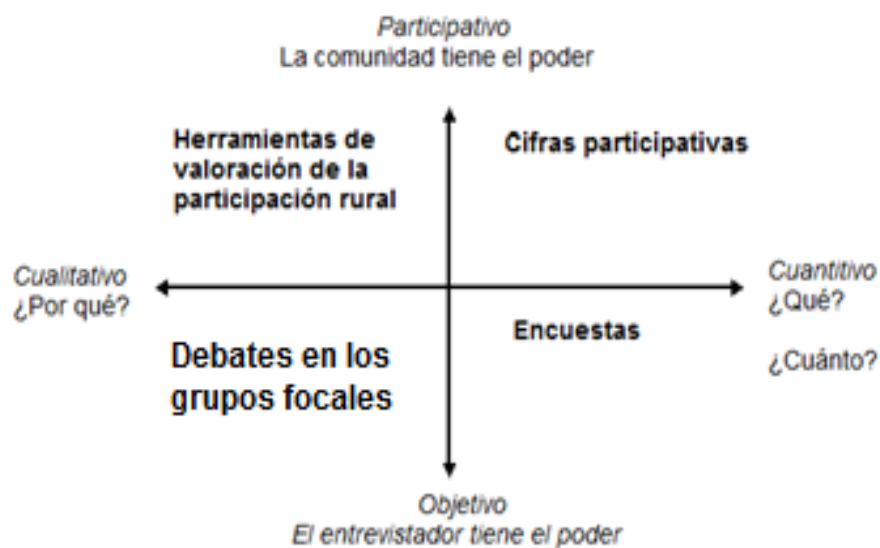 Participativo
La comunidad tiene el poder
Herramientas de
valoración de la
participación rural
Cifras participativas
Cualitativo
¿Por qué?
Cuantitivo
¿Qué?
¿Cuánto?
Debates en los
grupos focales
Encuestas
Objetivo
El entrevistador tiene el poder